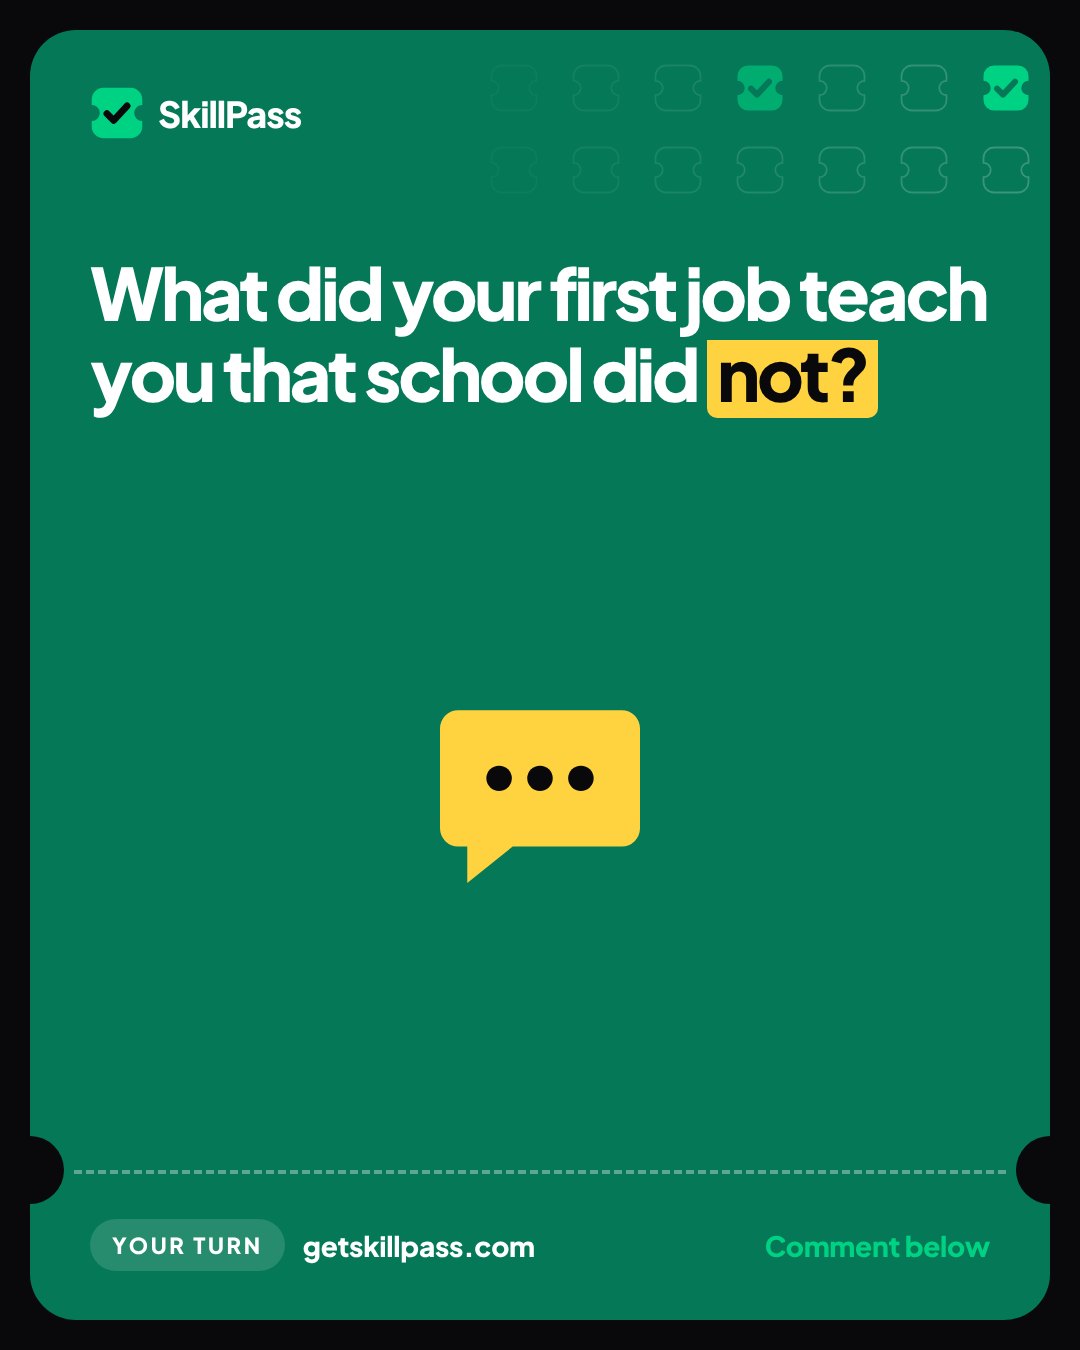 SkillPass
What did your first job teach
you that school did not?
YOUR TURN
getskillpass.com
Comment below